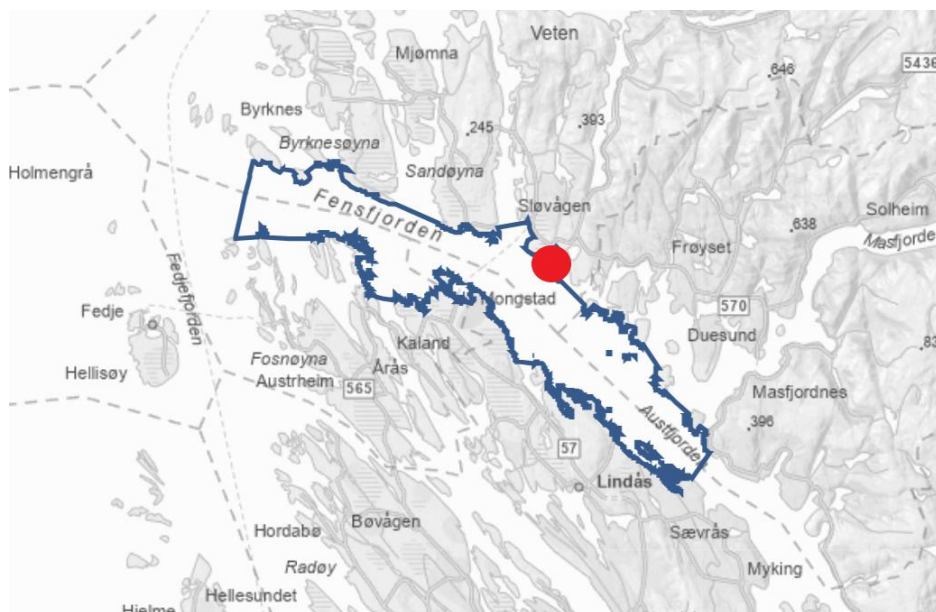 Veten
Mjømna
5436
646
Byrknes
245
393
Byrknesøyna
Holmengrå
Sandøyna
Sløvågen
Fensfjorden
Solheim
638
Frøyset
Masfjorde
Fedjefjorden
Mongstad
570
Fedje
Duesund
Kaland
83
Fosnøyna
Årås
Hellisøy
Austrheim
565
Masfjordnes
396
Austfjorde
57
Lindås
Bøvågen
Hordabø
Sævrås
Radøy
Myking
Hellesundet
Hjelme